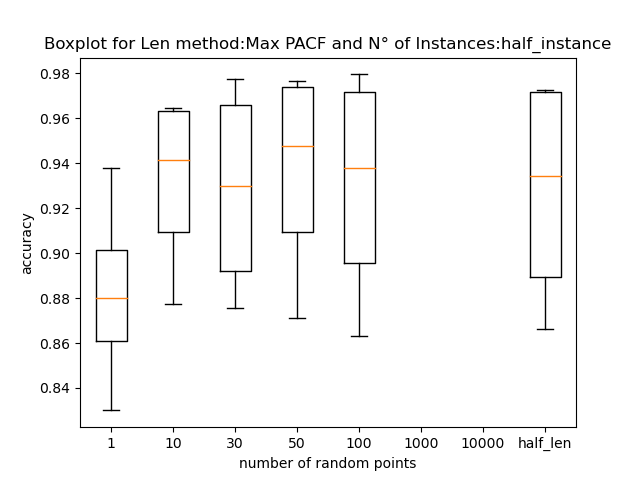 Boxplot for Len method:Max PACF and N° of Instances:half_instance
0.98
0.96
0.94
0.92
0.90
0.88
0.86
0.84
accuracy
1 10 30 50 100 1000 10000 half_len
number of random points